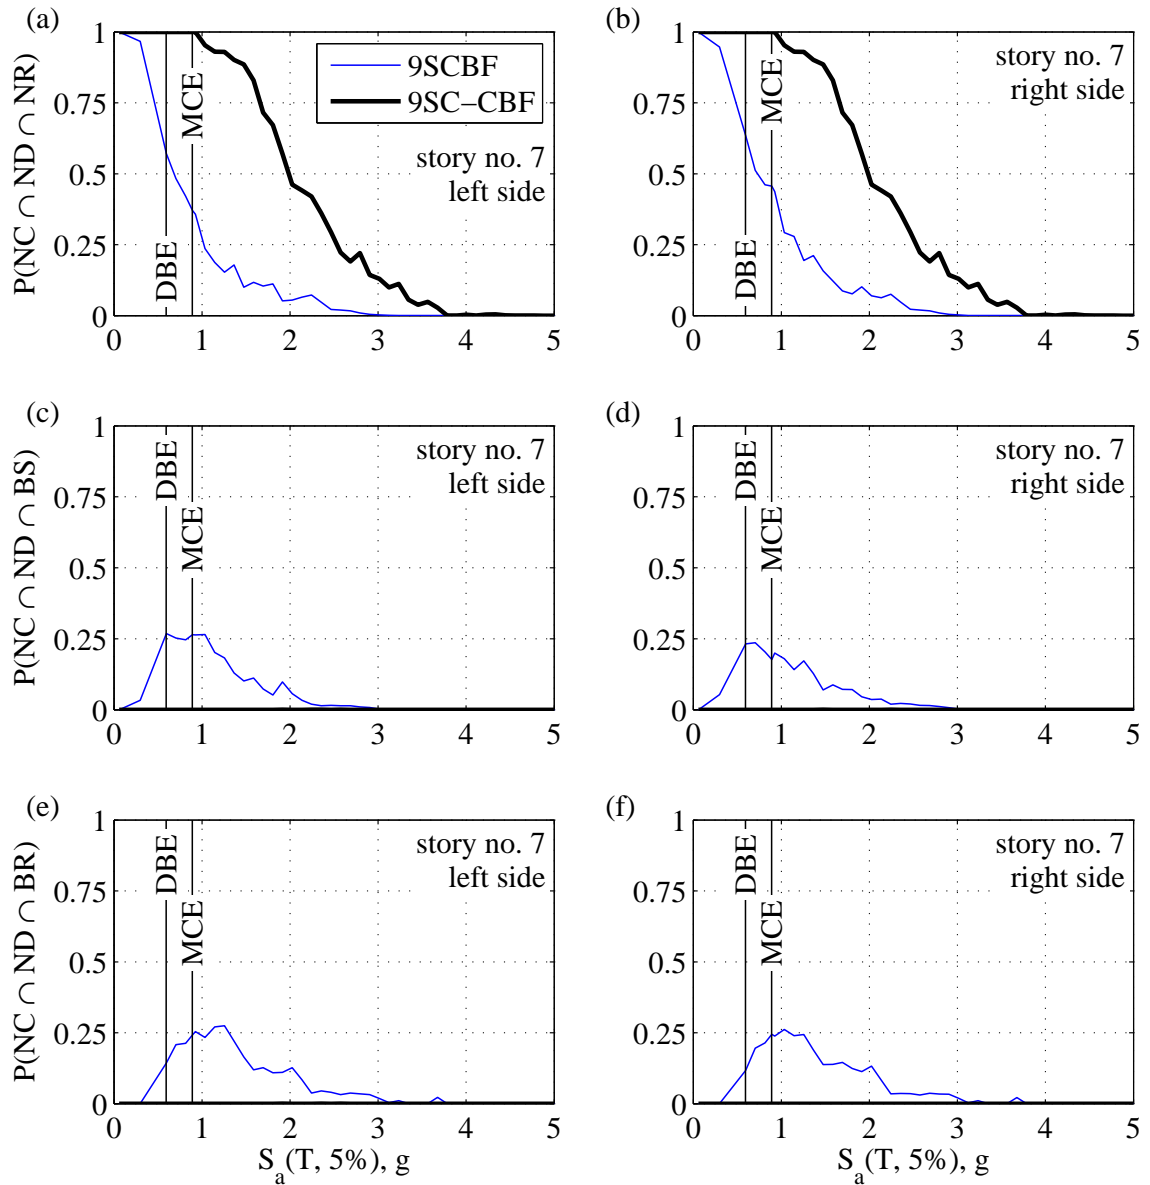 (a)
(b)
1
0.75
0.5
0.25
0
P(NC ∩ ND ∩ NR)
DBE
MCE
9SCBF
9SC−CBF
story no. 7
left side
0 1 2 3 4 5
1
0.75
0.5
0.25
0
DBE
MCE
story no. 7
right side
0 1 2 3 4 5
(c)
(d)
1
0.75
0.5
0.25
0
P(NC ∩ ND ∩ BS)
DBE
MCE
story no. 7
left side
0 1 2 3 4 5
1
0.75
0.5
0.25
0
DBE
MCE
story no. 7
right side
0 1 2 3 4 5
(e)
(f)
1
0.75
0.5
0.25
0
P(NC ∩ ND ∩ BR)
DBE
MCE
story no. 7
left side
0 1 2 3 4 5
S_a(T, 5%), g
1
0.75
0.5
0.25
0
DBE
MCE
story no. 7
right side
0 1 2 3 4 5
S_a(T, 5%), g